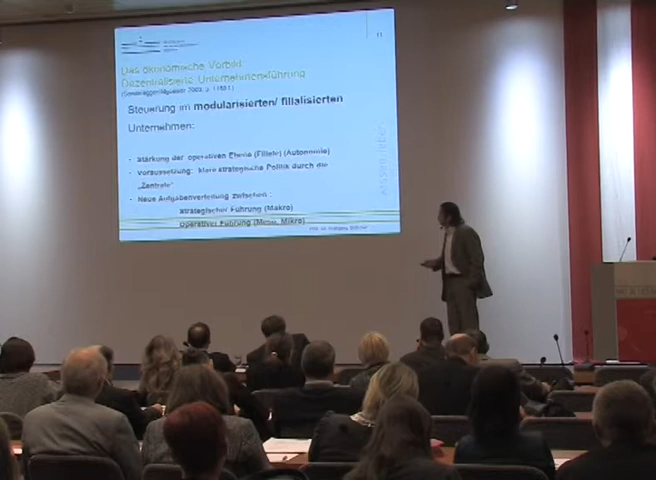 Das ökonomische Vorbild:
Dezentralisierte Unternehmensführung
Steuerung im modularisierten/ filialisierten
Unternehmen:
• Stärkung der operativen Ebene (Filiale) (Autonomie)
• Voraussetzung: klare strategische Politik durch die
„Zentrale“
• Neue Aufgabenverteilung zwischen:
strategischer Führung (Makro)
operativer Führung (Meso, Mikro)